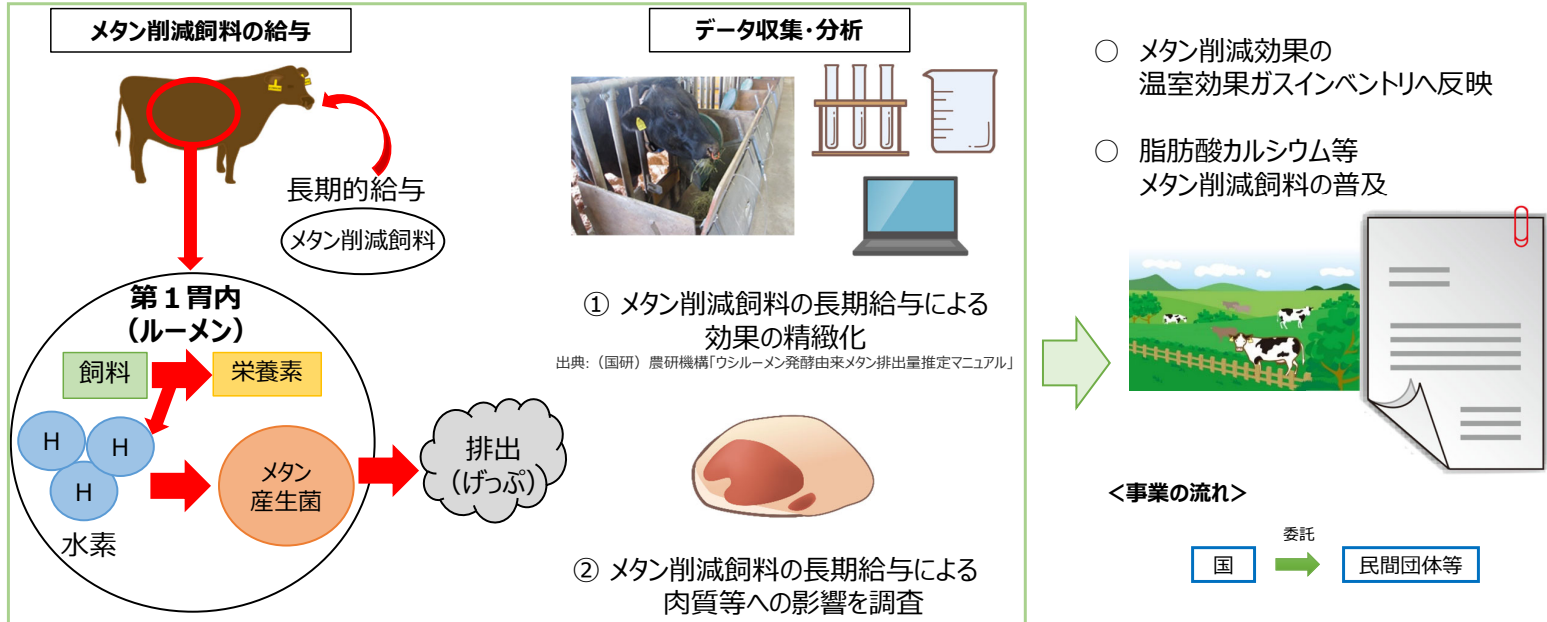 メタン削減飼料の給与
長期的給与
メタン削減飼料
第１胃内
（ルーメン）
飼料
栄養素
H
H
H
水素
メタン
産生菌
排出
（げっぷ）
データ収集・分析
① メタン削減飼料の長期給与による
効果の精緻化
出典:（国研）農研機構「ウシルーメン発酵由来メタン排出量推定マニュアル」
② メタン削減飼料の長期給与による
肉質等への影響を調査
○ メタン削減効果の
温室効果ガスインベントリへ反映
○ 脂肪酸カルシウム等
メタン削減飼料の普及
＜事業の流れ＞
国
委託
民間団体等